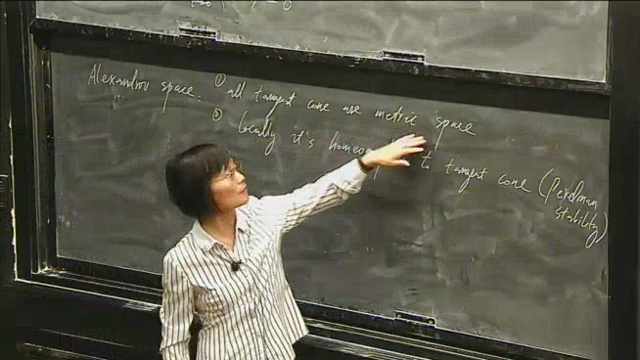 Alexandrov space. ① all tangent cone are metric space
② locally it's homeo to tangent cone (Perelman
stability)